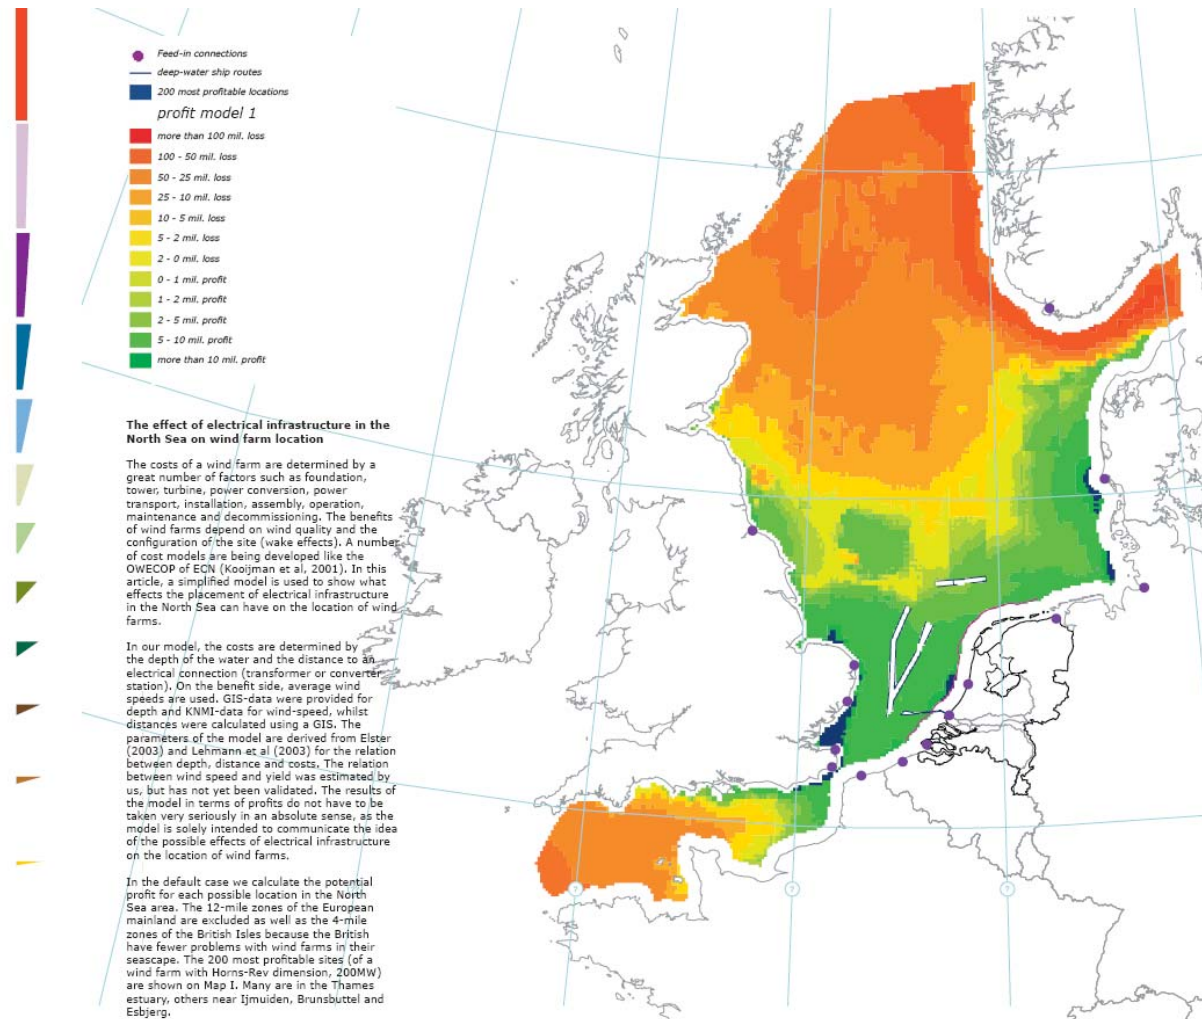 Feed-in connections
deep-water ship routes
200 most profitable locations
profit model 1
more than 100 mil. loss
100 - 50 mil. loss
50 - 25 mil. loss
25 - 10 mil. loss
10 - 5 mil. loss
5 - 2 mil. loss
2 - 0 mil. loss
0 - 1 mil. profit
1 - 2 mil. profit
2 - 5 mil. profit
5 - 10 mil. profit
more than 10 mil. profit
The effect of electrical infrastructure in the
North Sea on wind farm location
The costs of a wind farm are determined by a
great number of factors such as foundation,
tower, turbine, power conversion, power
transport, installation, assembly, operation,
maintenance and decommissioning. The benefits
of wind farms depend on wind quality and the
configuration of the site (wake effects). A number
of cost models are being developed like the
OWECOP of ECN (Kooijman et al, 2001). In this
article, a simplified model is used to show what
effects the placement of electrical infrastructure
in the North Sea can have on the location of wind
farms.
In our model, the costs are determined by
the depth of the water and the distance to an
electrical connection (transformer or converter
station). On the benefit side, average wind
speeds are used. GIS-data were provided for
depth and KNMI-data for wind-speed, whilst
distances were calculated using a GIS. The
parameters of the model are derived from Elster
(2003) and Lehmann et al (2003) for the relation
between depth, distance and costs. The relation
between wind speed and yield was estimated by
us, but has not yet been validated. The results of
the model in terms of profits do not have to be
taken very seriously in an absolute sense, as the
model is solely intended to communicate the idea
of the possible effects of electrical infrastructure
on the location of wind farms.
In the default case we calculate the potential
profit for each possible location in the North
Sea area. The 12-mile zones of the European
mainland are excluded as well as the 4-mile
zones of the British Isles because the British
have fewer problems with wind farms in their
seascape. The 200 most profitable sites (of a
wind farm with Horns-Rev dimension, 200MW)
are shown on Map I. Many are in the Thames
estuary, others near Ijmuiden, Brunsbuttel and
Esbjerg.
? ? ?